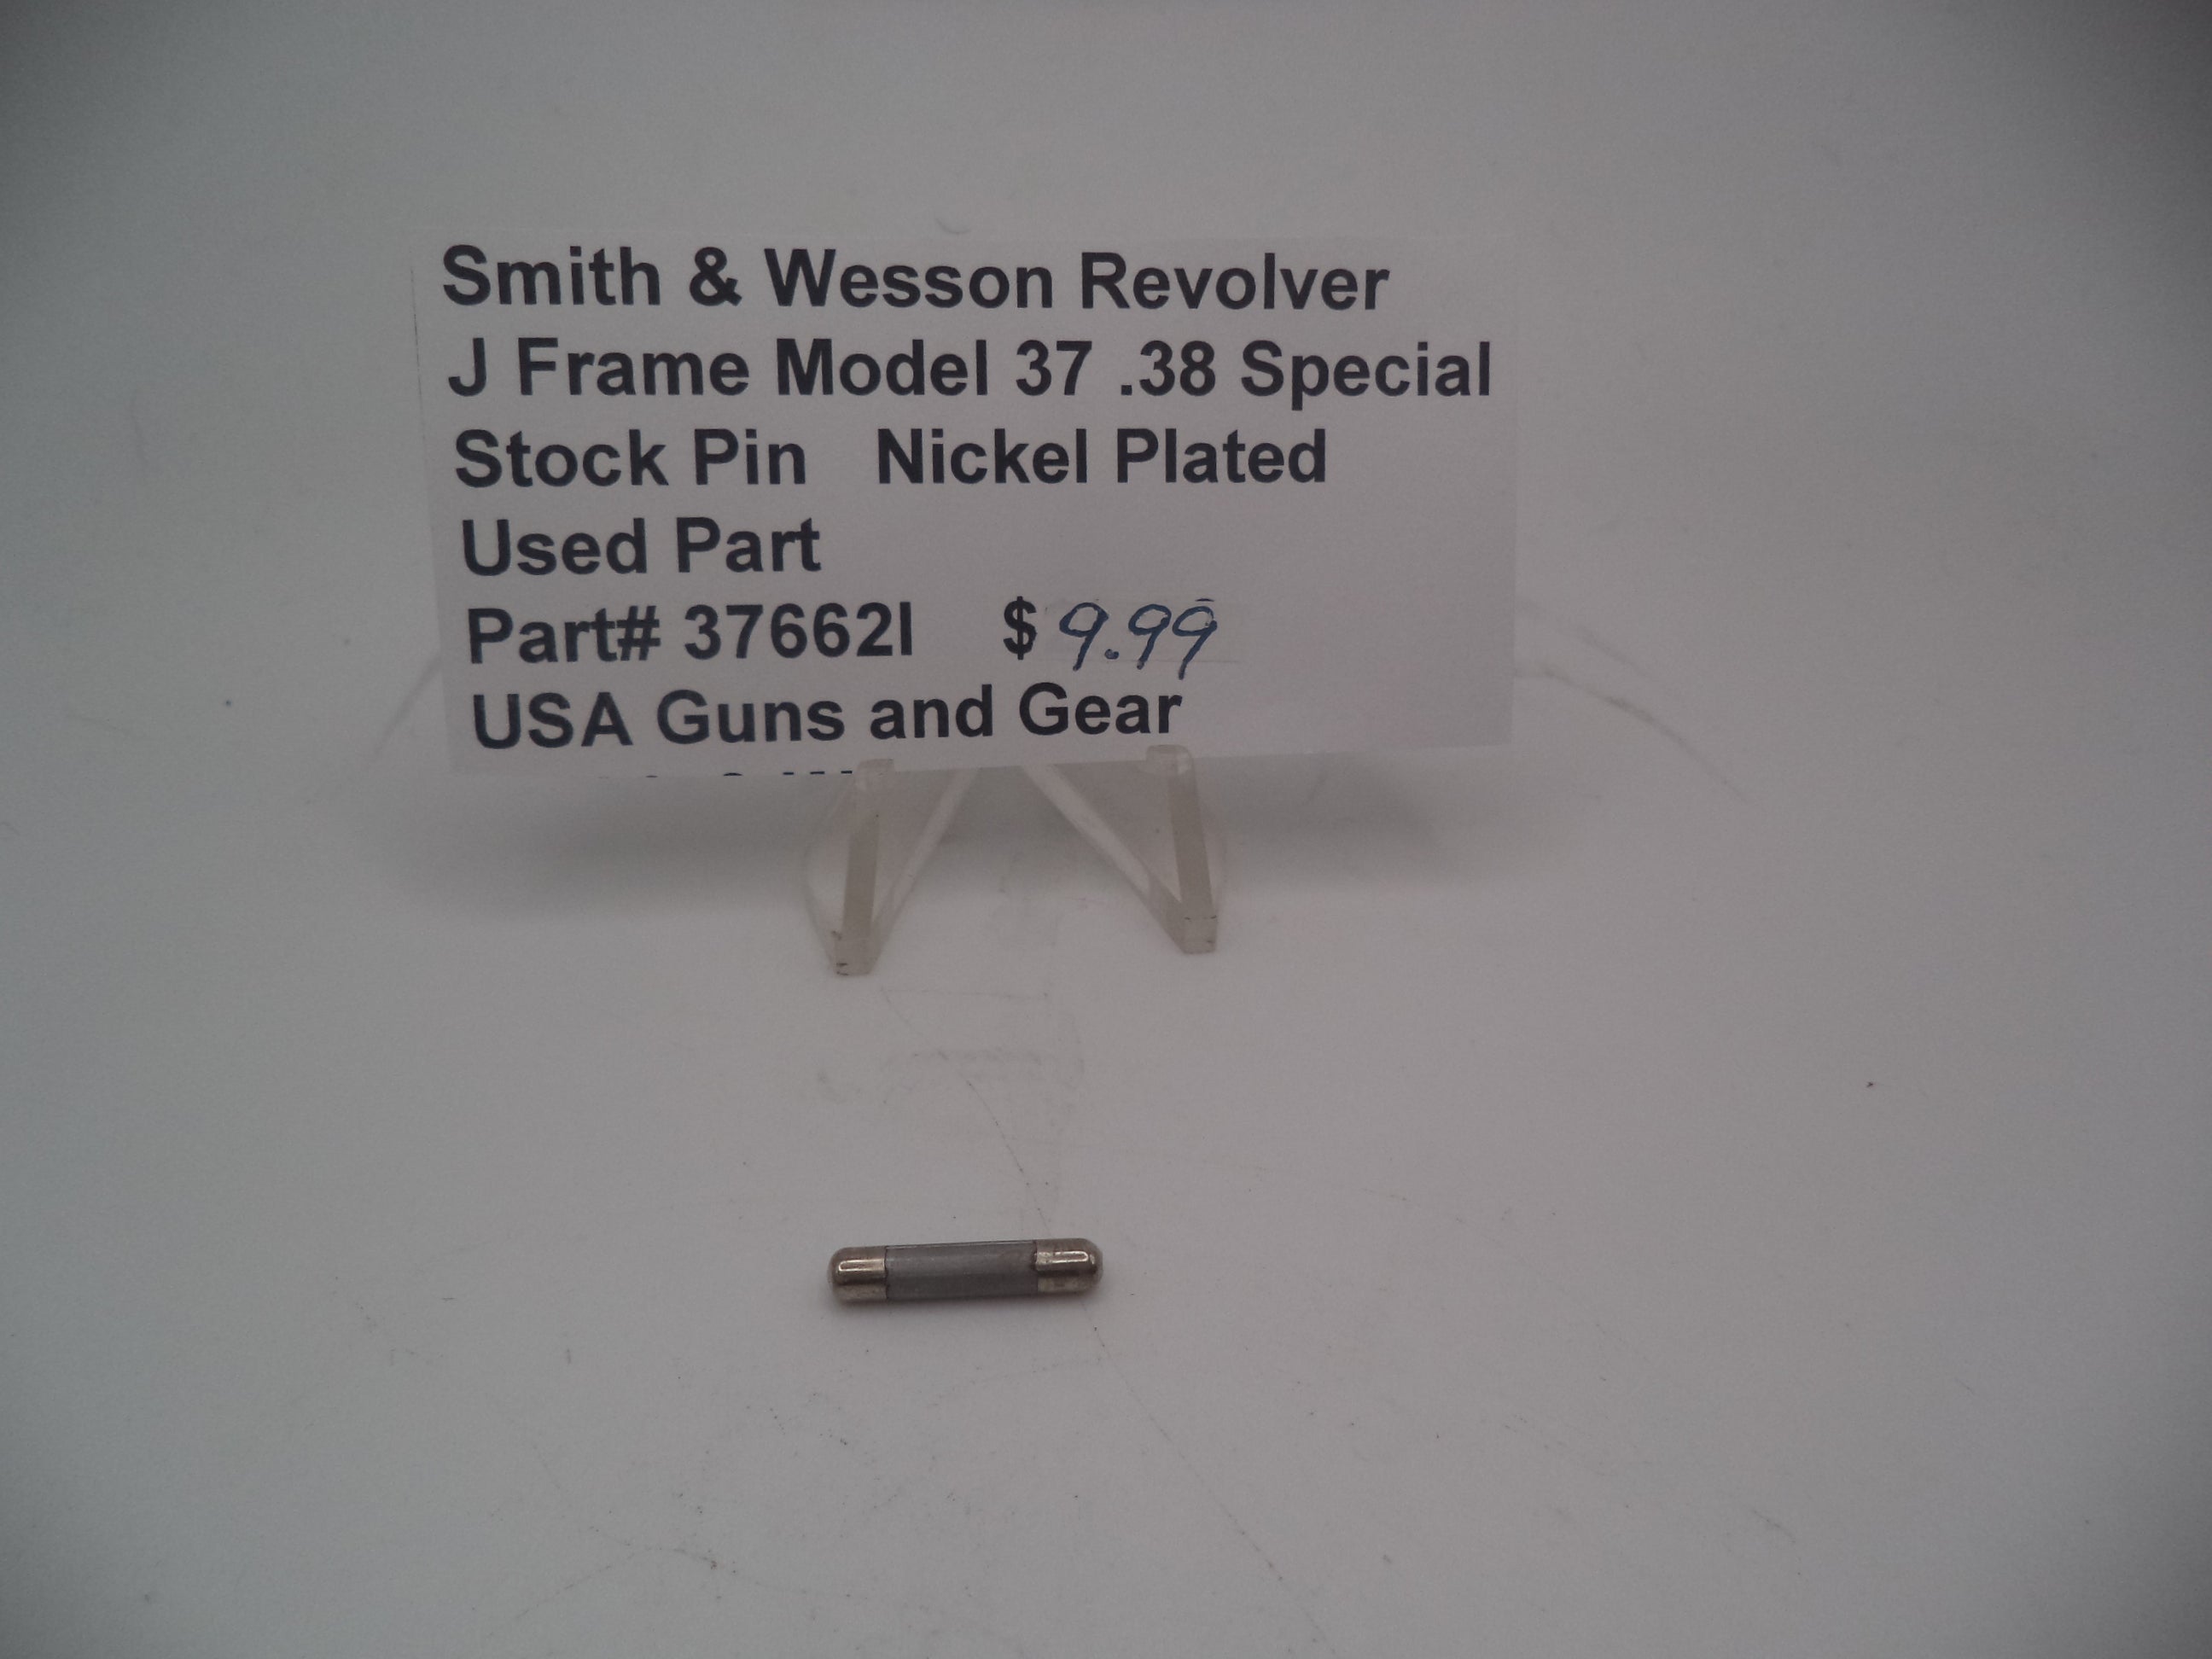 Smith & Wesson Revolver
J Frame Model 37 .38 Special
Stock Pin   Nickel Plated
Used Part
Part# 37662I   $ 9.99
USA Guns and Gear